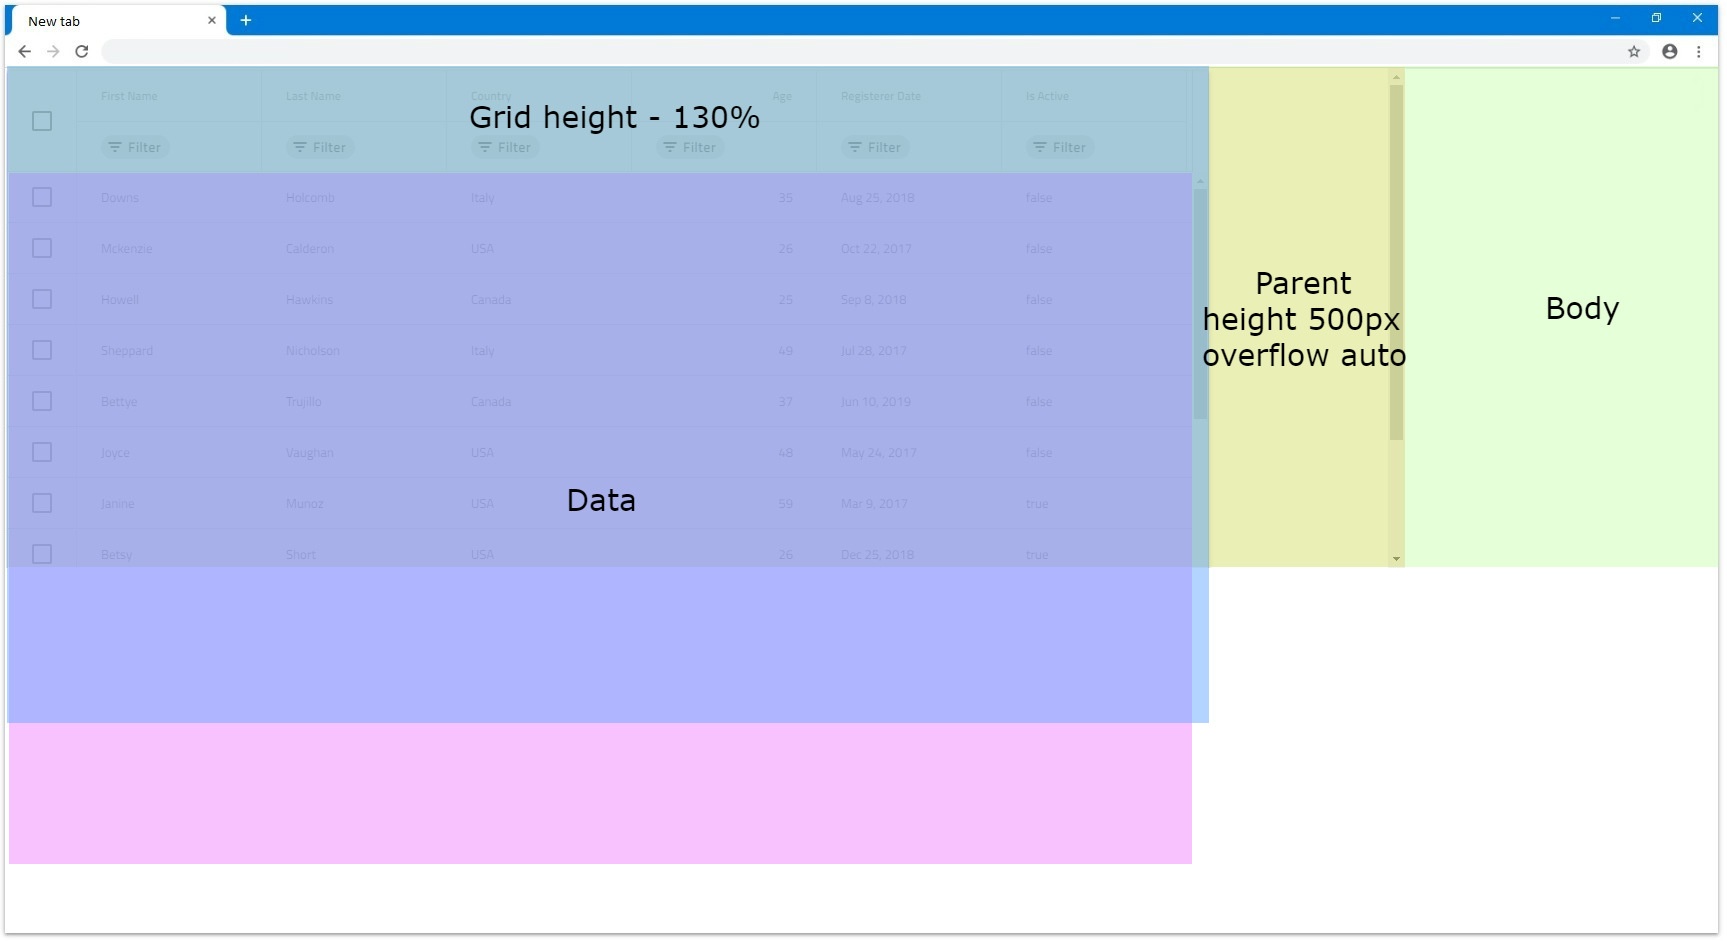 New tab
First Name Last Name Country Age Registerer Date Is Active
Grid height - 130%
Filter Filter Filter Filter Filter Filter
Downs Holcomb Italy 35 Aug 25, 2018 false
Mckenzie Calderon USA 26 Oct 22, 2017 false
Howell Hawkins Canada 25 Sep 8, 2018 false
Sheppard Nicholson Italy 49 Jul 28, 2017 false
Bettye Trujillo Canada 37 Jun 10, 2019 false
Joyce Vaughan USA 48 May 24, 2017 false
Janine Munoz USA 59 Mar 9, 2017 true
Betsy Short USA 26 Dec 25, 2018 true
Data
Parent
height 500px
overflow auto
Body